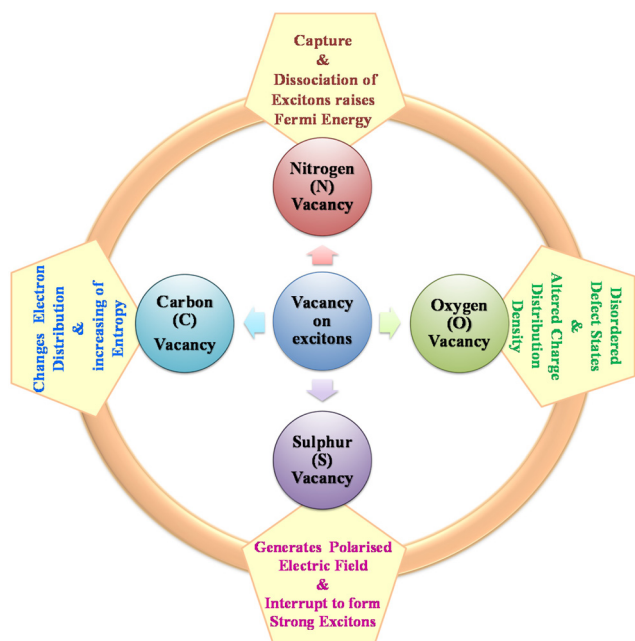 Capture
&
Dissociation of
Excitons raises
Fermi Energy
Nitrogen
(N)
Vacancy
Changes Electron
Distribution
&
increasing of
Entropy
Carbon
(C)
Vacancy
Vacancy
on
excitons
Oxygen
(O)
Vacancy
Disordered
Defect States
&
Altered Charge
Distribution
Density
Sulphur
(S)
Vacancy
Generates Polarised
Electric Field
&
Interrupt to form
Strong Excitons